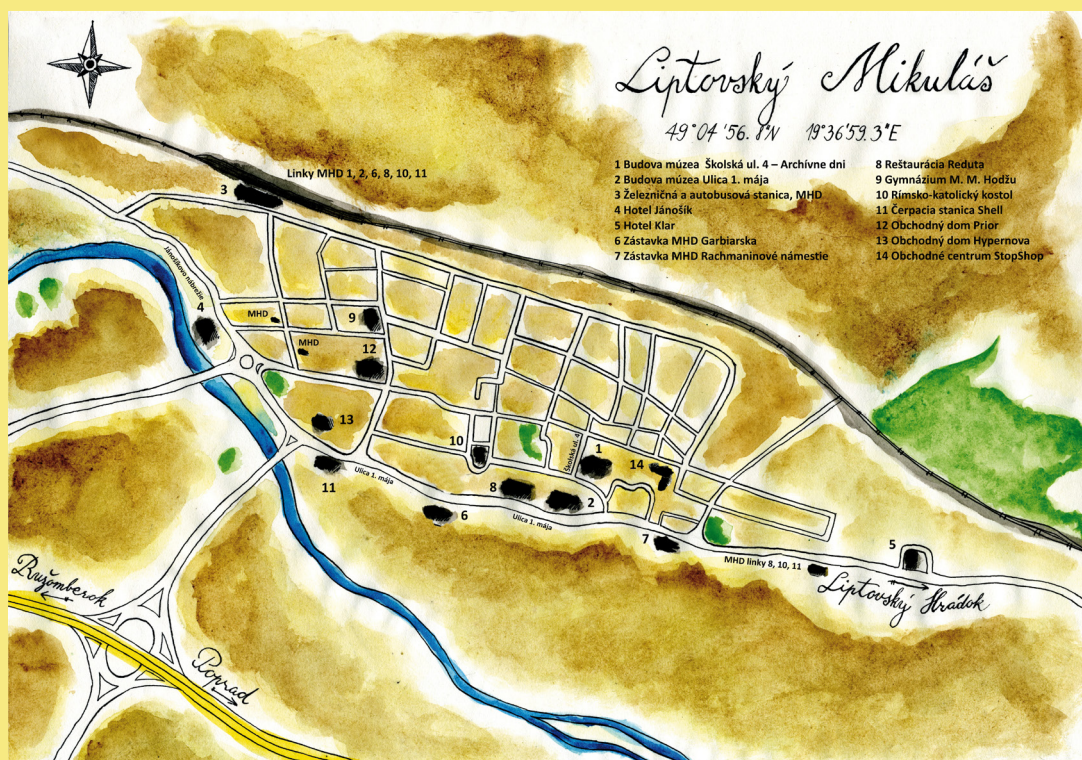 Liptovský Mikuláš
49°04'56.8"N 19°36'59.3"E
1 Budova múzea Školská ul. 4 – Archívne dni
2 Budova múzea Ulica 1. mája
3 Železničná a autobusová stanica, MHD
4 Hotel Jánošík
5 Hotel Klar
6 Zástavka MHD Garbiarska
7 Zástavka MHD Rachmaninové námestie
8 Reštaurácia Reduta
9 Gymnázium M. M. Hodžu
10 Rímsko-katolický kostol
11 Čerpacia stanica Shell
12 Obchodný dom Prior
13 Obchodný dom Hypernova
14 Obchodné centrum StopShop
Linky MHD 1, 2, 6, 8, 10, 11
3
Jánošíkovo nábrežie
4
MHD
9
MHD
12
13
10
Školská ul. 4
1
14
11
Ulica 1. mája
8
2
6
Ulica 1. mája
7
MHD linky 8, 10, 11
5
Liptovský Hrádok
Ružomberok
Poprad